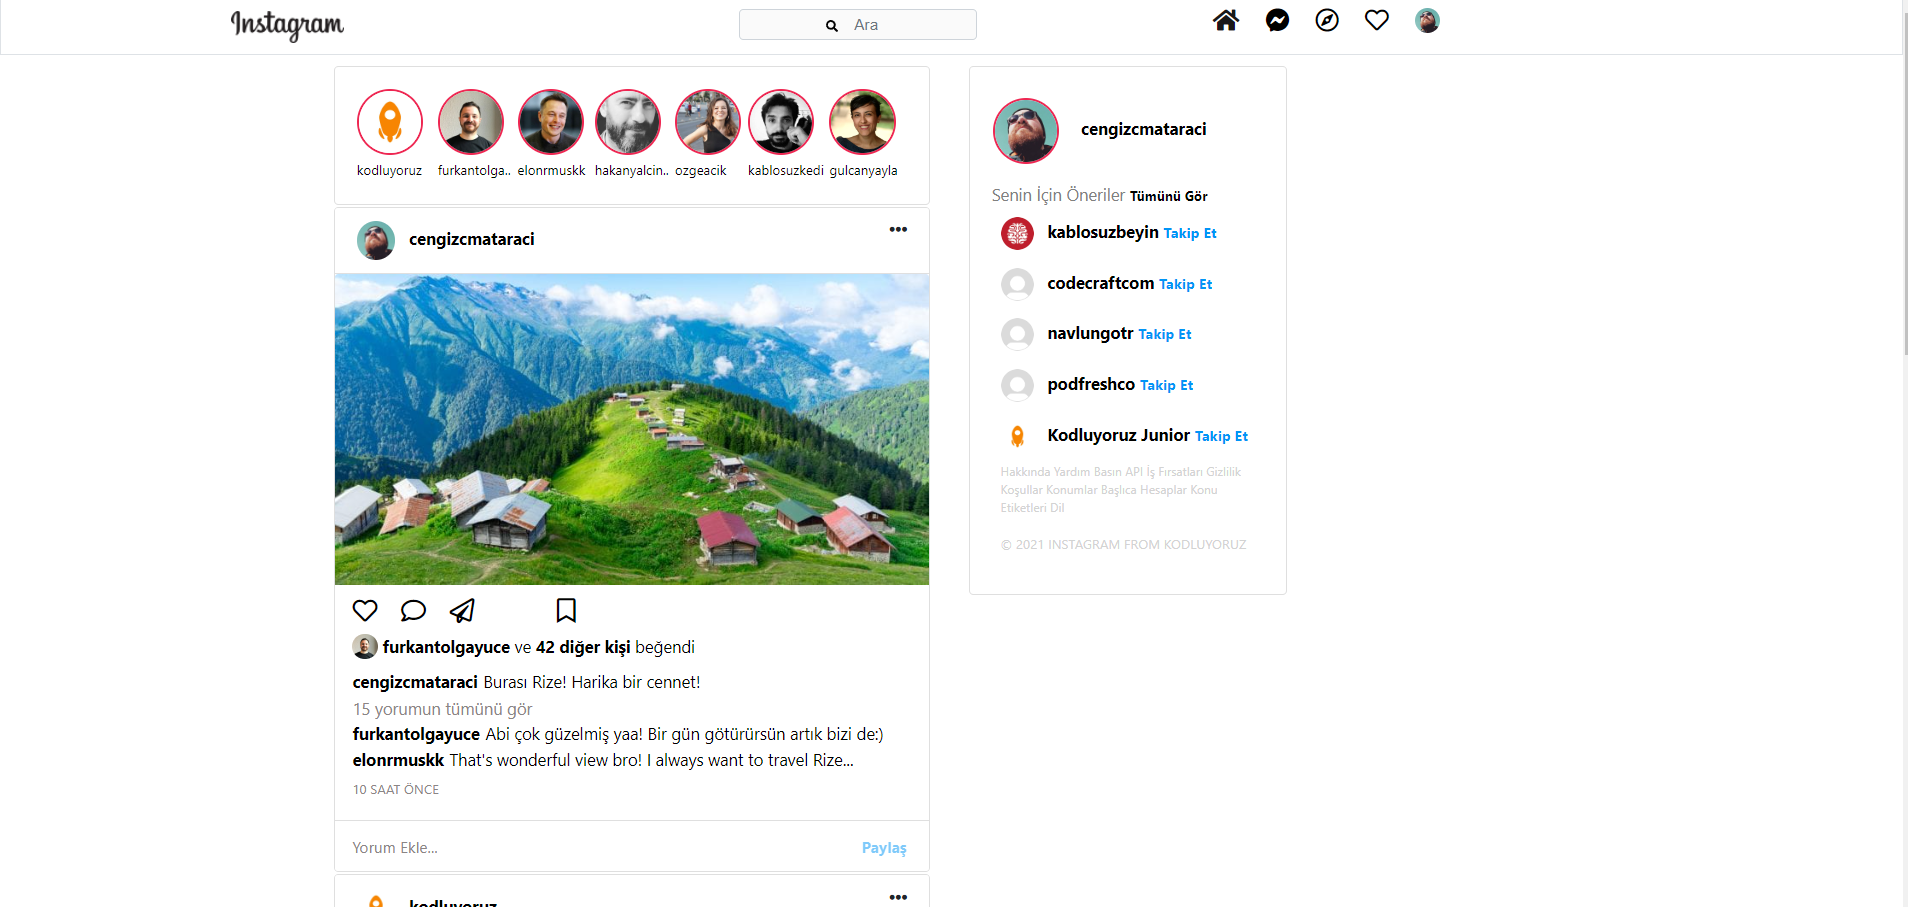 Instagram
Ara
kodluyoruz
furkantolga..
elonrmuskk
hakanyalcin..
ozgeacik
kablosuzkedi
gulcanyayla
cengizcmataraci
•••
furkantolgayuce ve 42 diğer kişi beğendi
cengizcmataraci Burası Rize! Harika bir cennet!
15 yorumun tümünü gör
furkantolgayuce Abi çok güzelmiş yaa! Bir gün götürürsün artık bizi de:)
elonrmuskk That's wonderful view bro! I always want to travel Rize...
10 SAAT ÖNCE
Yorum Ekle...
Paylaş
kodluyoruz
•••
cengizcmataraci
Senin İçin Öneriler Tümünü Gör
kablosuzbeyin Takip Et
codecraftcom Takip Et
navlungotr Takip Et
podfreshco Takip Et
Kodluyoruz Junior Takip Et
Hakkında Yardım Basın API İş Fırsatları Gizlilik
Koşullar Konumlar Başlıca Hesaplar Konu
Etiketleri Dil
© 2021 INSTAGRAM FROM KODLUYORUZ